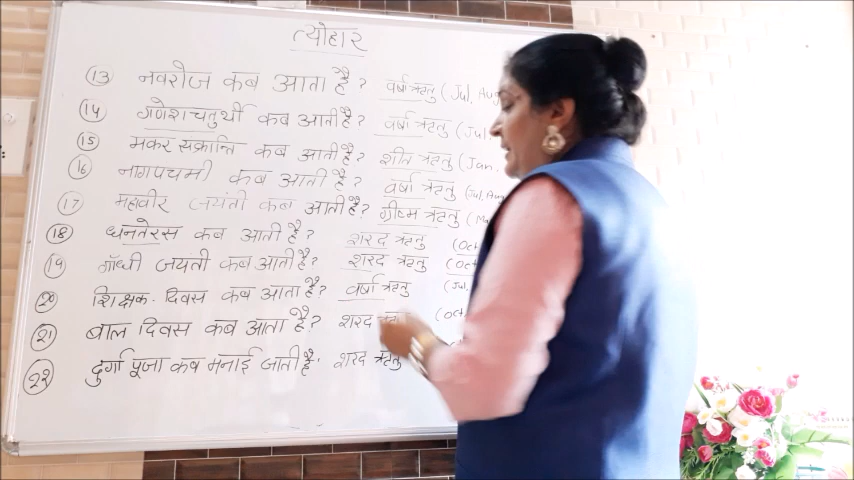 त्योहार
13 नवरोज कब आता है? वर्षा ऋतु (Jul, Aug
14 गणेशचतुर्थी कब आती है? वर्षा ऋतु (Jul
15 मकर संक्रान्ति कब आती है? शीत ऋतु (Jan.
16 नागपचमी कब आती है? वर्षा ऋतु (Jul, Aug
17 महावीर जयंती कब आती है? ग्रीष्म ऋतु (Ma
18 धनतेरस कब आती है? शरद ऋतु (Oct
19 गाँधी जयती कब आती है? शरद ऋतु (Oct
20 शिक्षक दिवस कब आता है? वर्षा ऋतु (Jul,
21 बाल दिवस कब आता है? शरद ऋतु (Oct
22 दुर्गा पूजा कब मनाई जाती है? शरद ऋतु